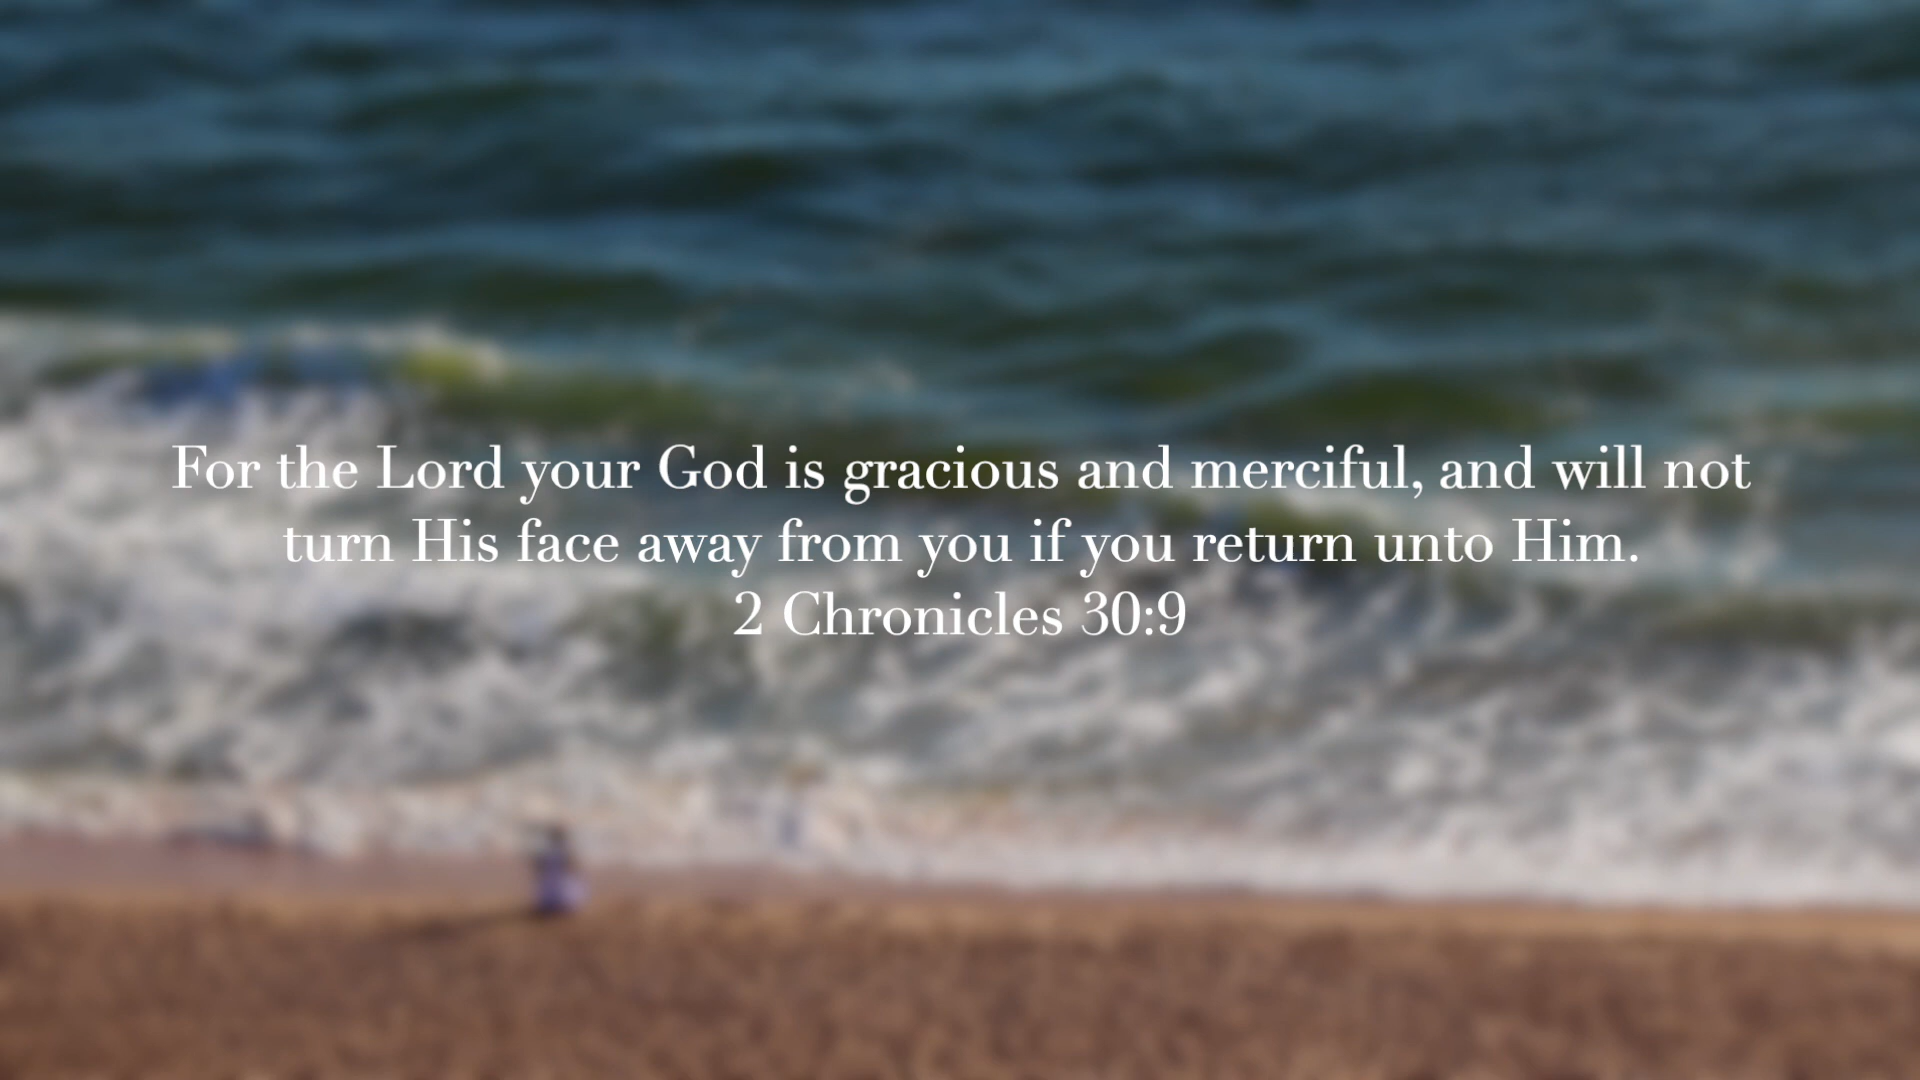 For the Lord your God is gracious and merciful, and will not
turn His face away from you if you return unto Him.
2 Chronicles 30:9